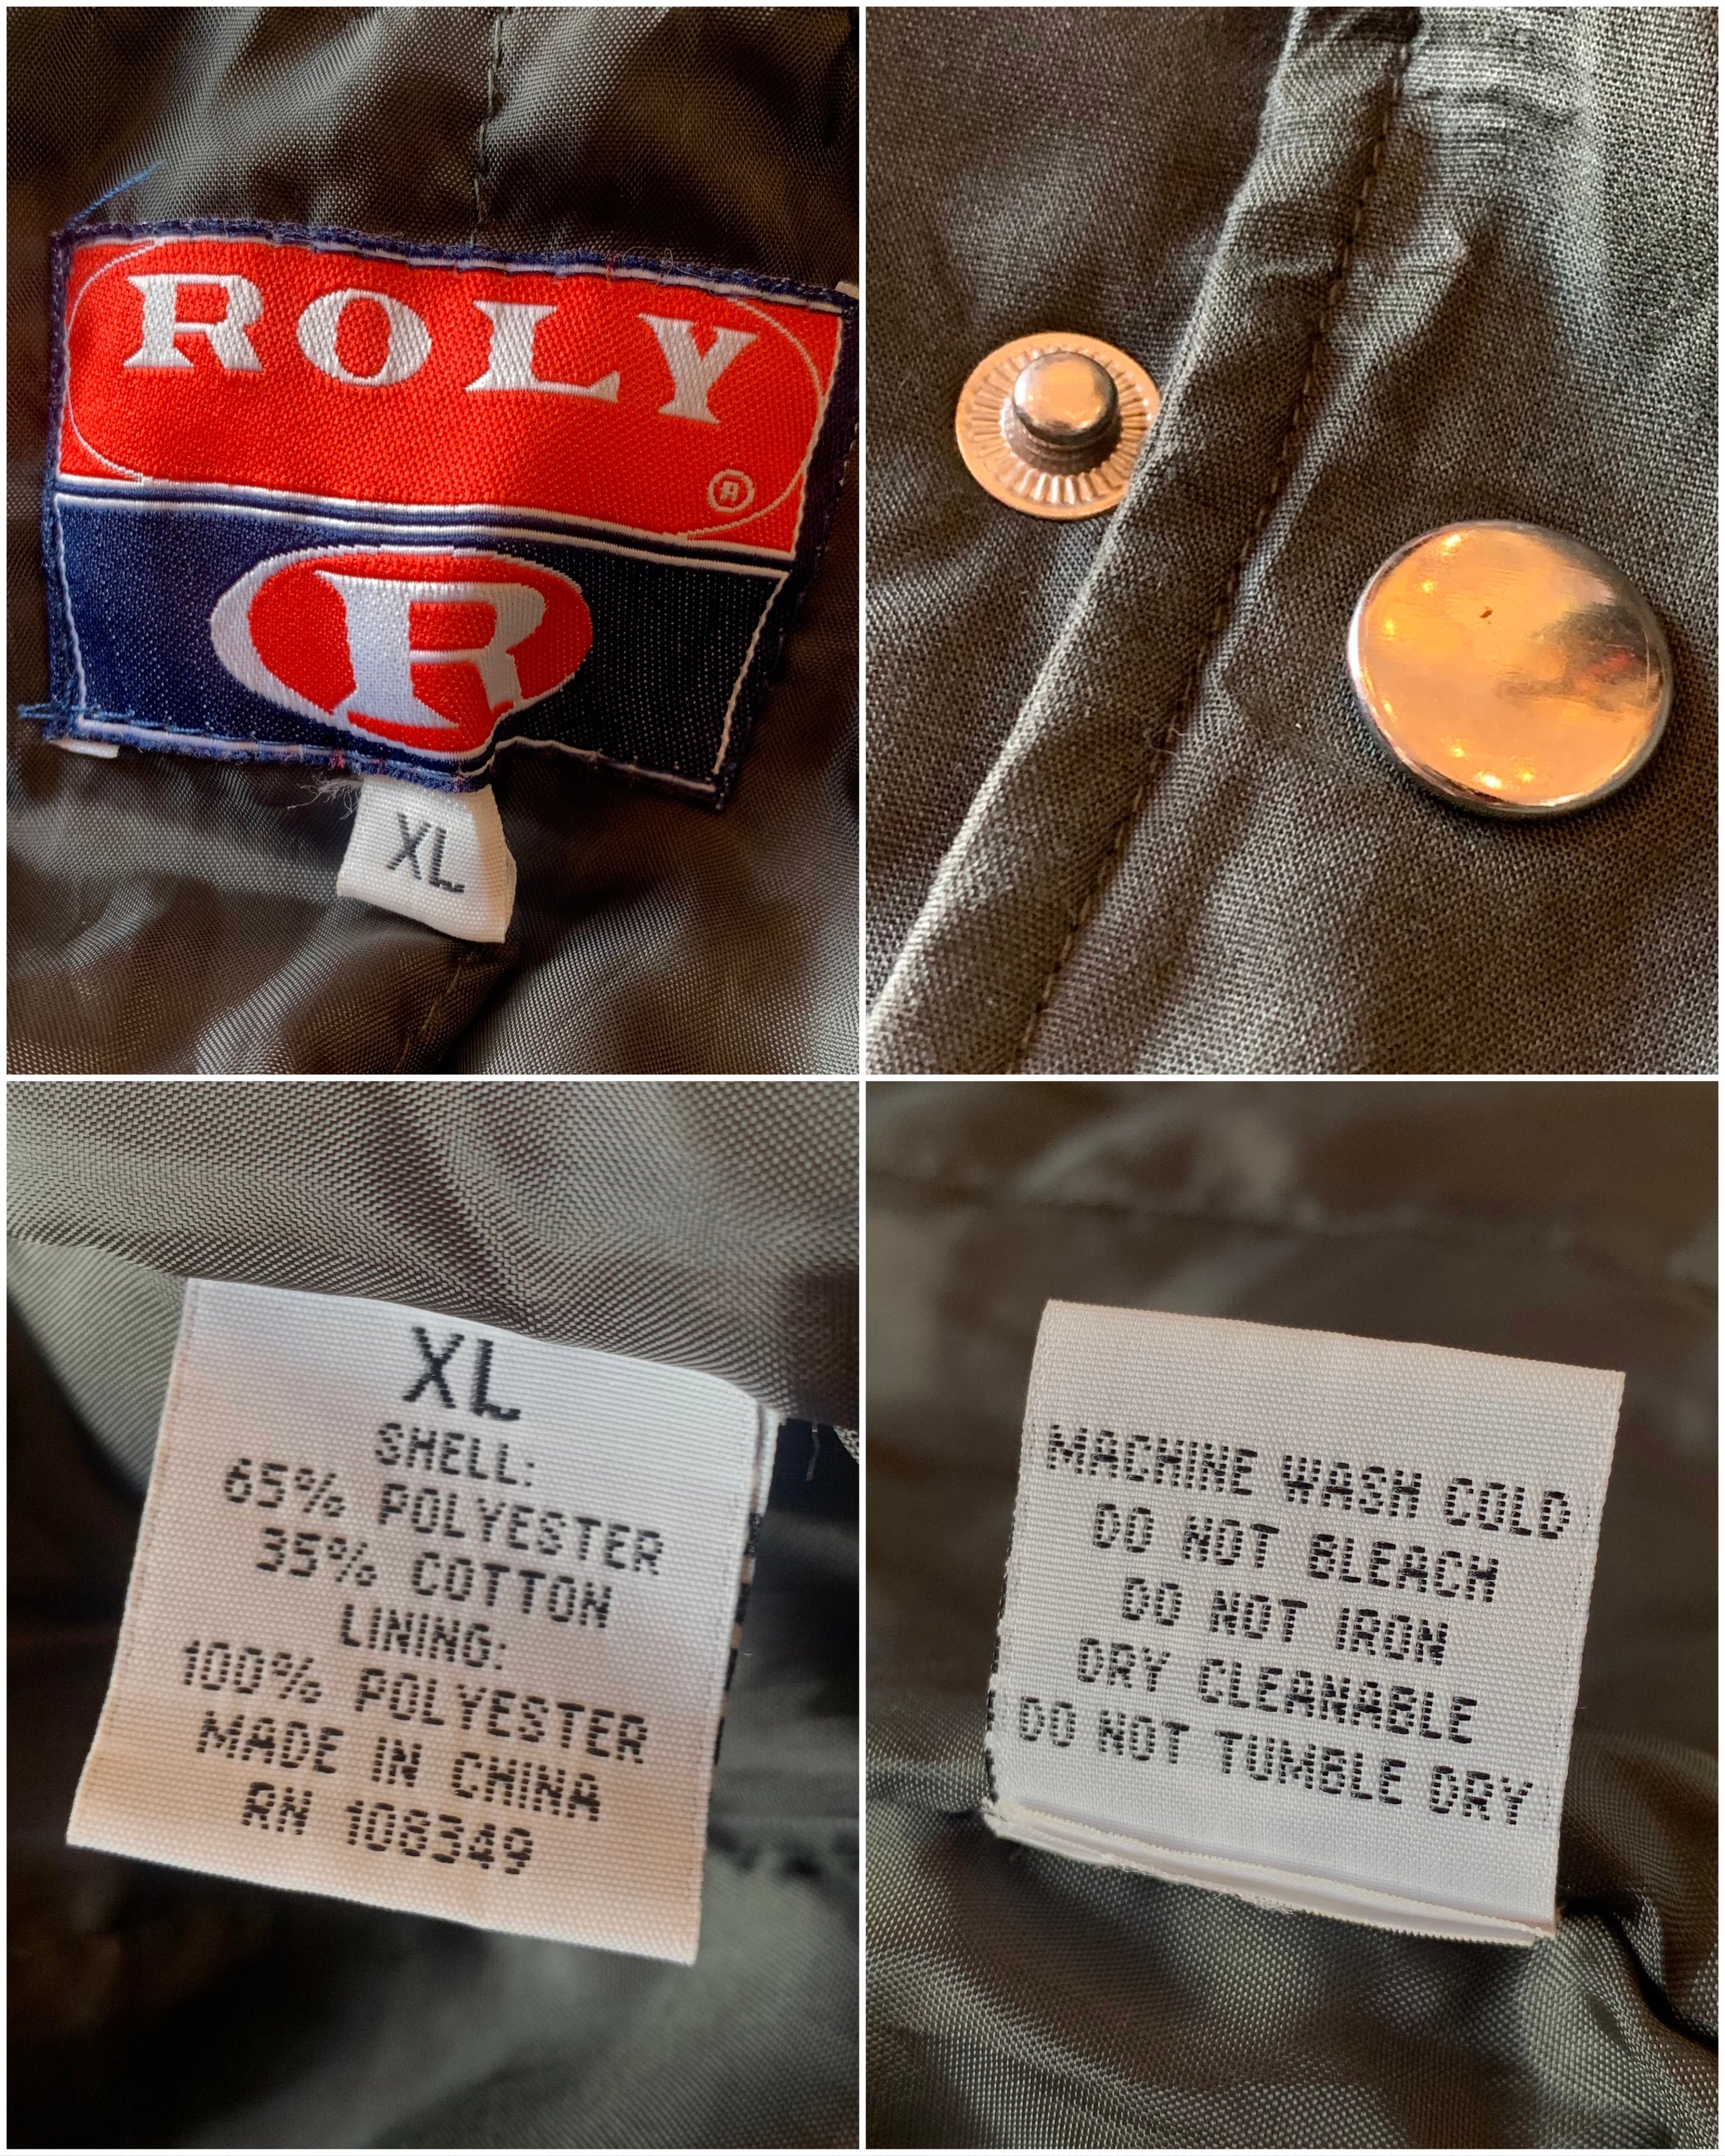 ROLY
®
R
XL
XL
SHELL:
65% POLYESTER
35% COTTON
LINING:
100% POLYESTER
MADE IN CHINA
RN 108349
MACHINE WASH COLD
DO NOT BLEACH
DO NOT IRON
DRY CLEANABLE
DO NOT TUMBLE DRY